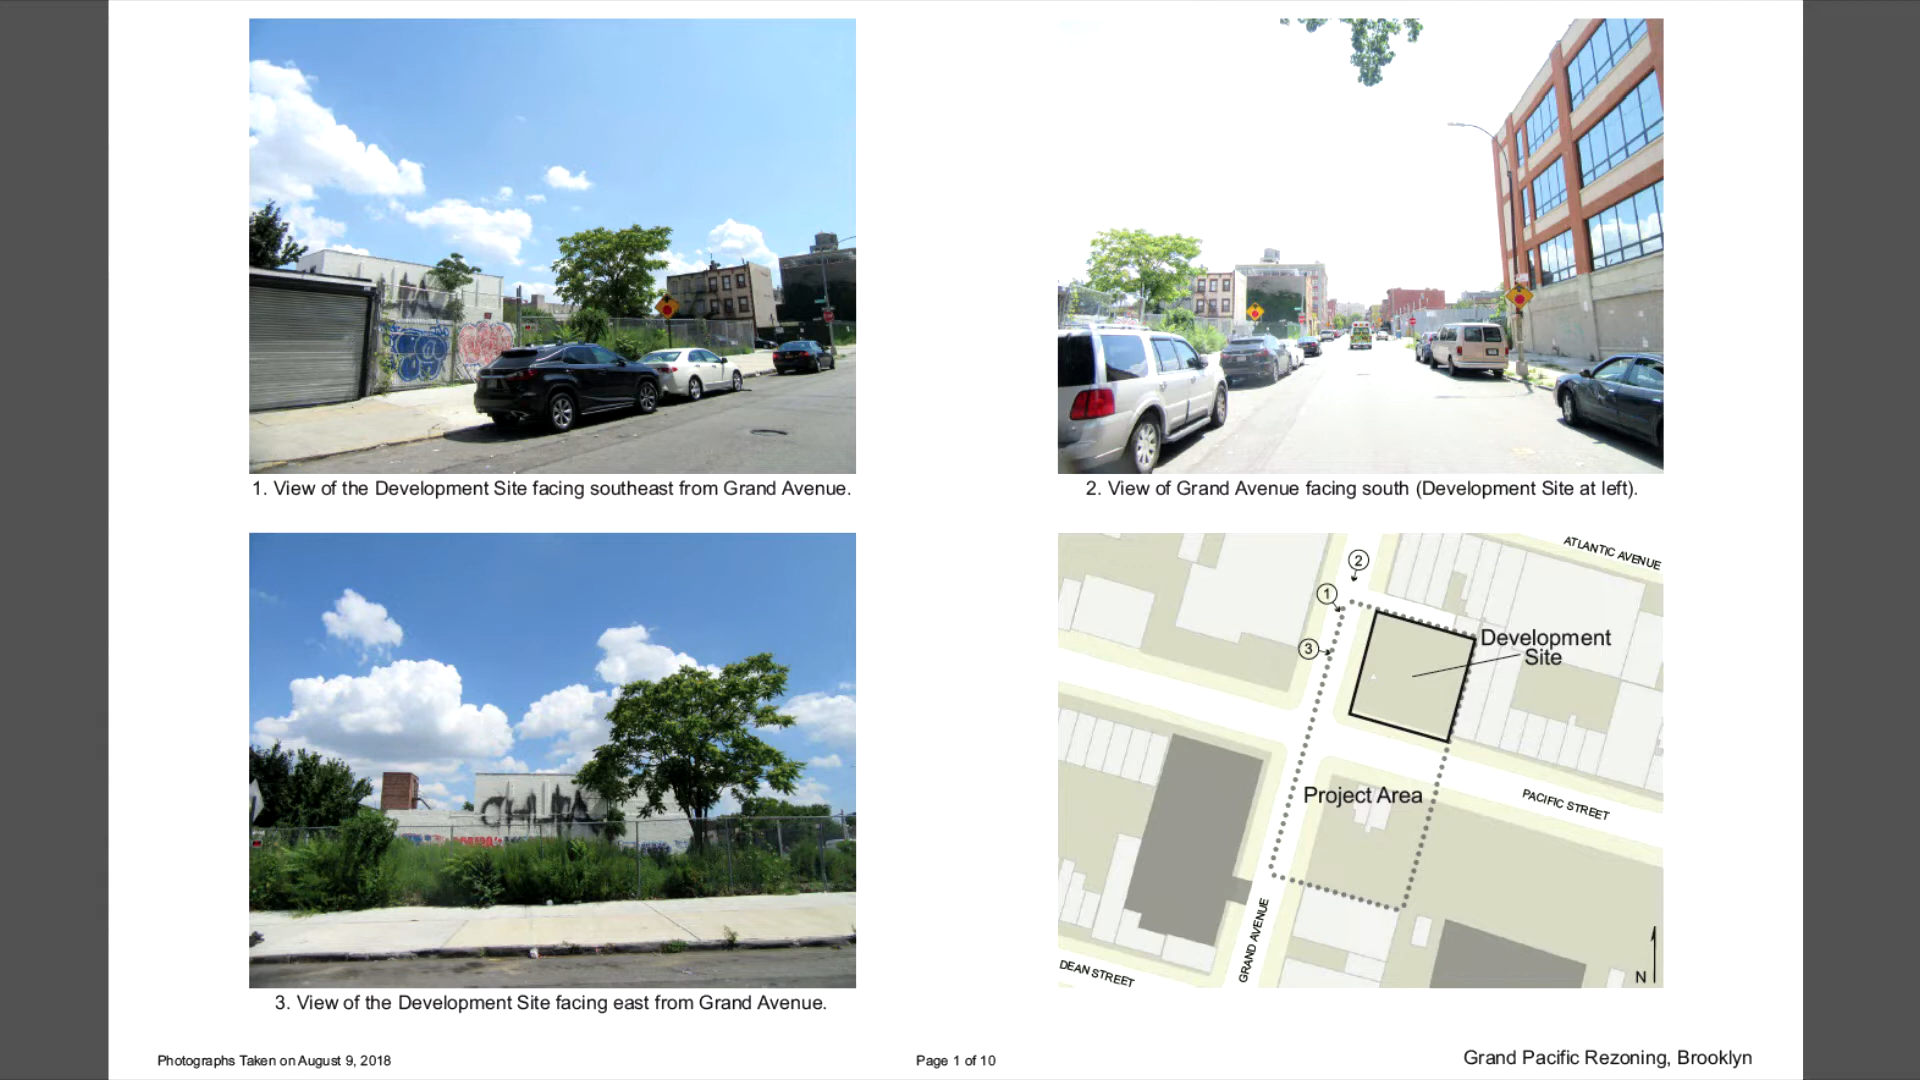 1. View of the Development Site facing southeast from Grand Avenue.
2. View of Grand Avenue facing south (Development Site at left).
ATLANTIC AVENUE
2
1
3
Development
Site
Project Area
PACIFIC STREET
GRAND AVENUE
DEAN STREET
N
3. View of the Development Site facing east from Grand Avenue.
Photographs Taken on August 9, 2018
Page 1 of 10
Grand Pacific Rezoning, Brooklyn